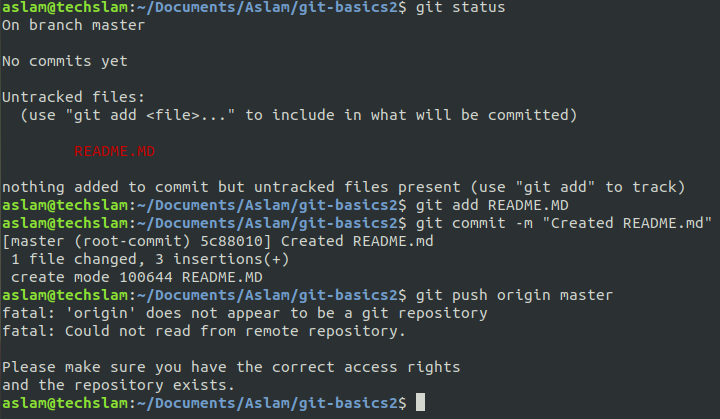 aslam@techslam:~/Documents/Aslam/git-basics2$ git status
On branch master
No commits yet
Untracked files:
  (use "git add <file>..." to include in what will be committed)
        README.MD
nothing added to commit but untracked files present (use "git add" to track)
aslam@techslam:~/Documents/Aslam/git-basics2$ git add README.MD
aslam@techslam:~/Documents/Aslam/git-basics2$ git commit -m "Created README.md"
[master (root-commit) 5c88010] Created README.md
 1 file changed, 3 insertions(+)
 create mode 100644 README.MD
aslam@techslam:~/Documents/Aslam/git-basics2$ git push origin master
fatal: 'origin' does not appear to be a git repository
fatal: Could not read from remote repository.
Please make sure you have the correct access rights
and the repository exists.
aslam@techslam:~/Documents/Aslam/git-basics2$